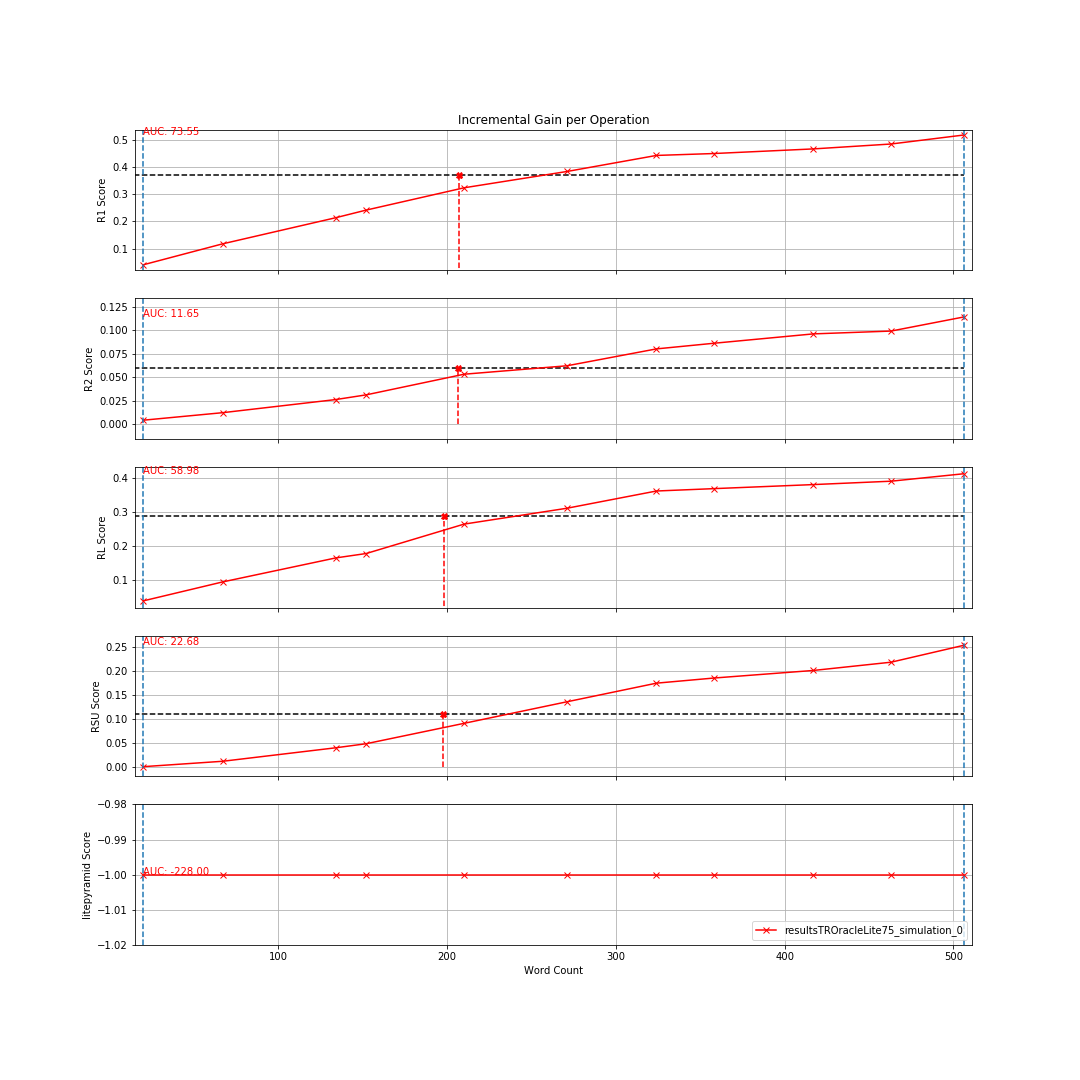 Incremental Gain per Operation
AUC: 73.55
0.5
0.4
0.3
0.2
0.1
R1 Score
AUC: 11.65
0.125
0.100
0.075
0.050
0.025
0.000
R2 Score
AUC: 58.98
0.4
0.3
0.2
0.1
RL Score
AUC: 22.68
0.25
0.20
0.15
0.10
0.05
0.00
RSU Score
−0.98
−0.99
−1.00
−1.01
−1.02
litepyramid Score
AUC: -228.00
resultsTROracleLite75_simulation_0
100 200 300 400 500
Word Count